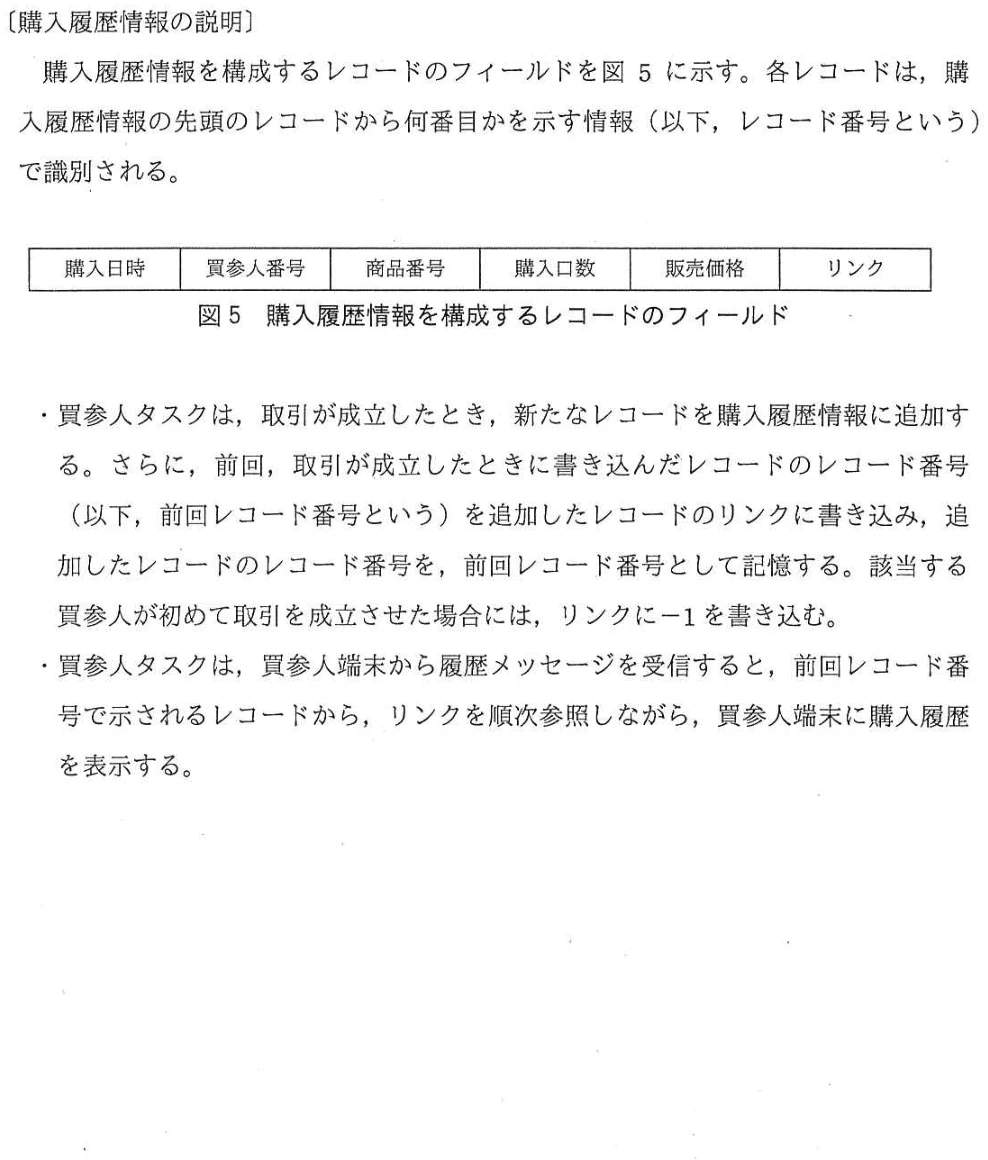 〔購入履歴情報の説明〕
購入履歴情報を構成するレコードのフィールドを図 5 に示す。各レコードは，購
入履歴情報の先頭のレコードから何番目かを示す情報（以下，レコード番号という）
で識別される。
購入日時 買参人番号 商品番号 購入口数 販売価格 リンク
図5　購入履歴情報を構成するレコードのフィールド
・買参人タスクは，取引が成立したとき，新たなレコードを購入履歴情報に追加す
る。さらに，前回，取引が成立したときに書き込んだレコードのレコード番号
（以下，前回レコード番号という）を追加したレコードのリンクに書き込み，追
加したレコードのレコード番号を，前回レコード番号として記憶する。該当する
買参人が初めて取引を成立させた場合には，リンクに－1 を書き込む。
・買参人タスクは，買参人端末から履歴メッセージを受信すると，前回レコード番
号で示されるレコードから，リンクを順次参照しながら，買参人端末に購入履歴
を表示する。